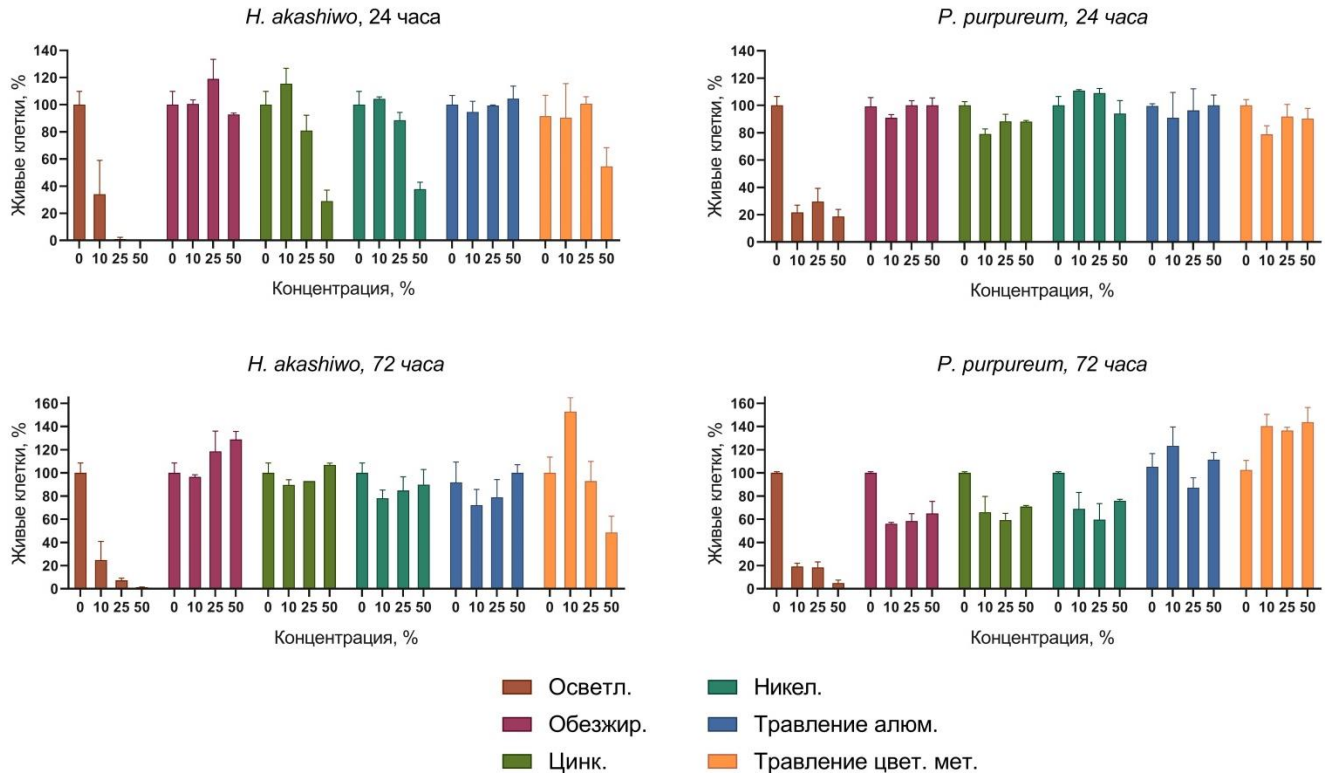 H. akashiwo, 24 часа
Живые клетки, %
140
120
100
80
60
40
20
0
0 10 25 50 0 10 25 50 0 10 25 50 0 10 25 50 0 10 25 50 0 10 25 50
Концентрация, %
P. purpureum, 24 часа
Живые клетки, %
140
120
100
80
60
40
20
0
0 10 25 50 0 10 25 50 0 10 25 50 0 10 25 50 0 10 25 50 0 10 25 50
Концентрация, %
H. akashiwo, 72 часа
Живые клетки, %
160
140
120
100
80
60
40
20
0
0 10 25 50 0 10 25 50 0 10 25 50 0 10 25 50 0 10 25 50 0 10 25 50
Концентрация, %
P. purpureum, 72 часа
Живые клетки, %
160
140
120
100
80
60
40
20
0
0 10 25 50 0 10 25 50 0 10 25 50 0 10 25 50 0 10 25 50 0 10 25 50
Концентрация, %
Осветл.
Обезжир.
Цинк.
Никел.
Травление алюм.
Травление цвет. мет.